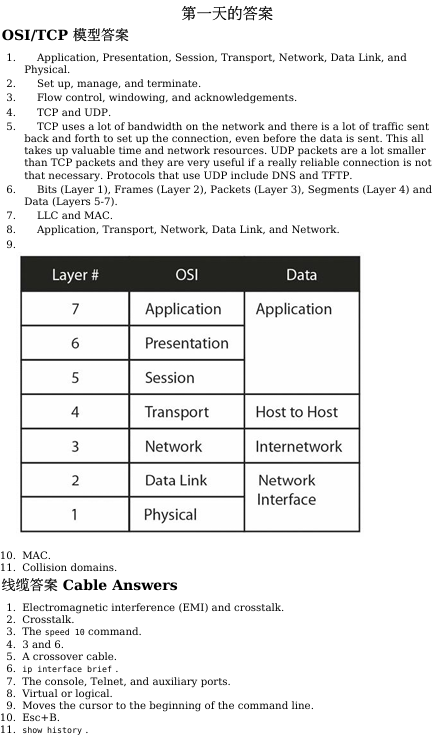 第一天的答案
OSI/TCP 模型答案
1. Application, Presentation, Session, Transport, Network, Data Link, and
Physical.
2. Set up, manage, and terminate.
3. Flow control, windowing, and acknowledgements.
4. TCP and UDP.
5. TCP uses a lot of bandwidth on the network and there is a lot of traffic sent
back and forth to set up the connection, even before the data is sent. This all
takes up valuable time and network resources. UDP packets are a lot smaller
than TCP packets and they are very useful if a really reliable connection is not
that necessary. Protocols that use UDP include DNS and TFTP.
6. Bits (Layer 1), Frames (Layer 2), Packets (Layer 3), Segments (Layer 4) and
Data (Layers 5-7).
7. LLC and MAC.
8. Application, Transport, Network, Data Link, and Network.
9.
Layer # OSI Data
7 Application Application
6 Presentation
5 Session
4 Transport Host to Host
3 Network Internetwork
2 Data Link Network
Interface
1 Physical
10. MAC.
11. Collision domains.
线缆答案 Cable Answers
1. Electromagnetic interference (EMI) and crosstalk.
2. Crosstalk.
3. The speed 10 command.
4. 3 and 6.
5. A crossover cable.
6. ip interface brief .
7. The console, Telnet, and auxiliary ports.
8. Virtual or logical.
9. Moves the cursor to the beginning of the command line.
10. Esc+B.
11. show history .